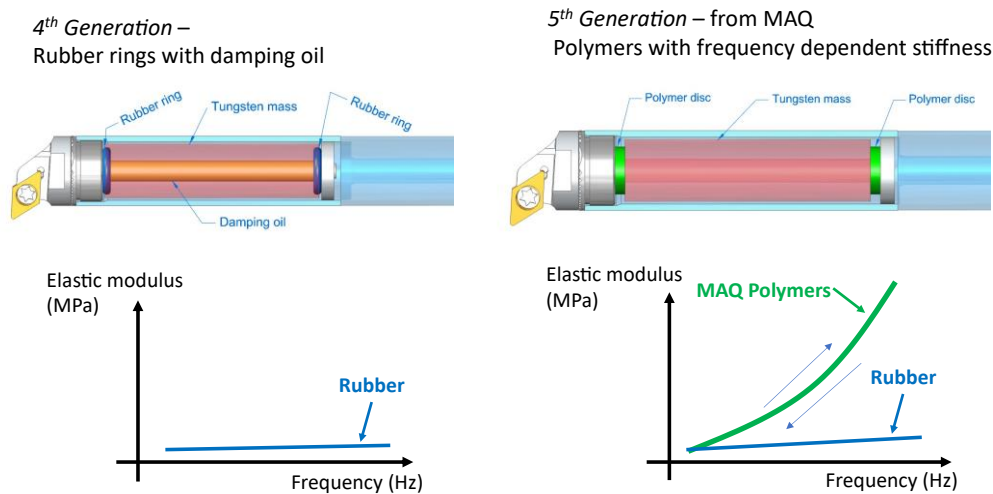 4th Generation –
Rubber rings with damping oil
Rubber ring
Tungsten mass
Rubber ring
Damping oil
Elastic modulus
(MPa)
Rubber
Frequency (Hz)
5th Generation – from MAQ
Polymers with frequency dependent stiffness
Polymer disc
Tungsten mass
Polymer disc
Elastic modulus
(MPa)
MAQ Polymers
Rubber
Frequency (Hz)